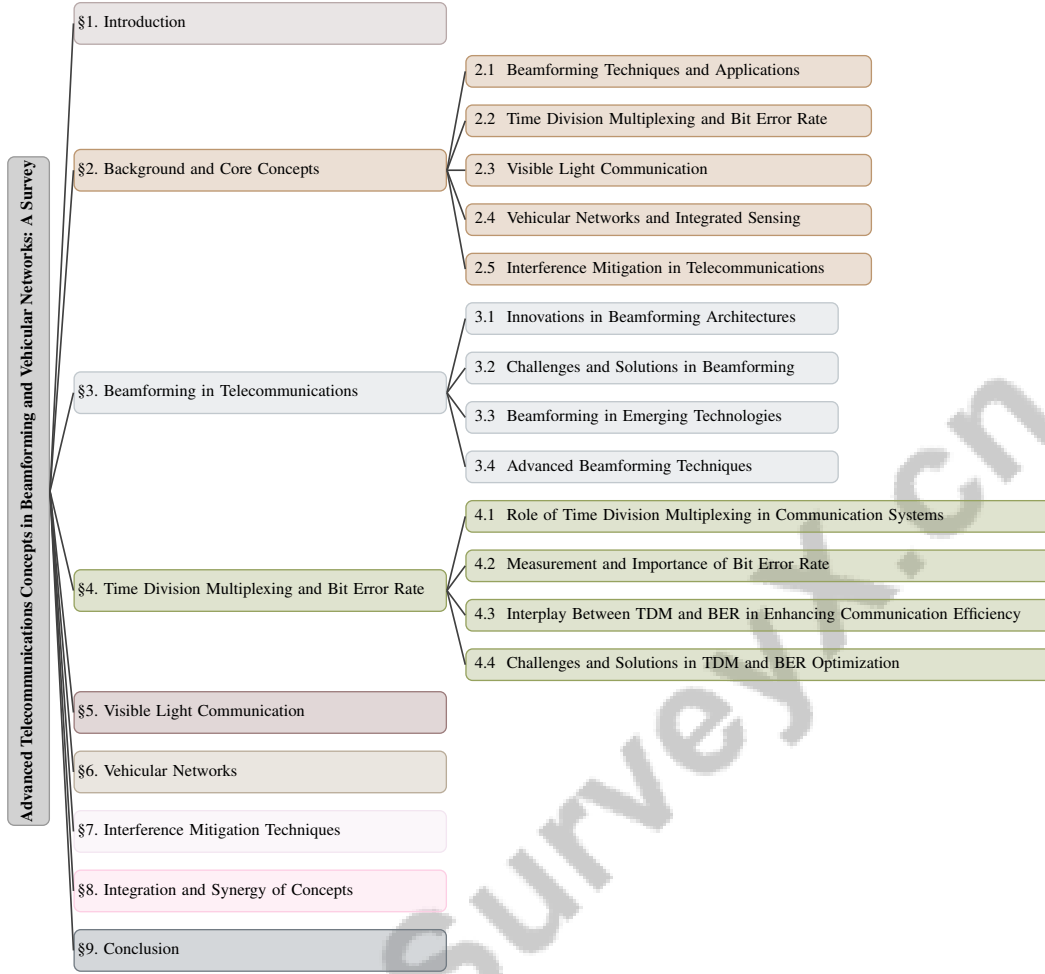 Advanced Telecommunications Concepts in Beamforming and Vehicular Networks: A Survey
§1. Introduction
§2. Background and Core Concepts
2.1 Beamforming Techniques and Applications
2.2 Time Division Multiplexing and Bit Error Rate
2.3 Visible Light Communication
2.4 Vehicular Networks and Integrated Sensing
2.5 Interference Mitigation in Telecommunications
§3. Beamforming in Telecommunications
3.1 Innovations in Beamforming Architectures
3.2 Challenges and Solutions in Beamforming
3.3 Beamforming in Emerging Technologies
3.4 Advanced Beamforming Techniques
§4. Time Division Multiplexing and Bit Error Rate
4.1 Role of Time Division Multiplexing in Communication Systems
4.2 Measurement and Importance of Bit Error Rate
4.3 Interplay Between TDM and BER in Enhancing Communication Efficiency
4.4 Challenges and Solutions in TDM and BER Optimization
§5. Visible Light Communication
§6. Vehicular Networks
§7. Interference Mitigation Techniques
§8. Integration and Synergy of Concepts
§9. Conclusion
Surveyx.cn